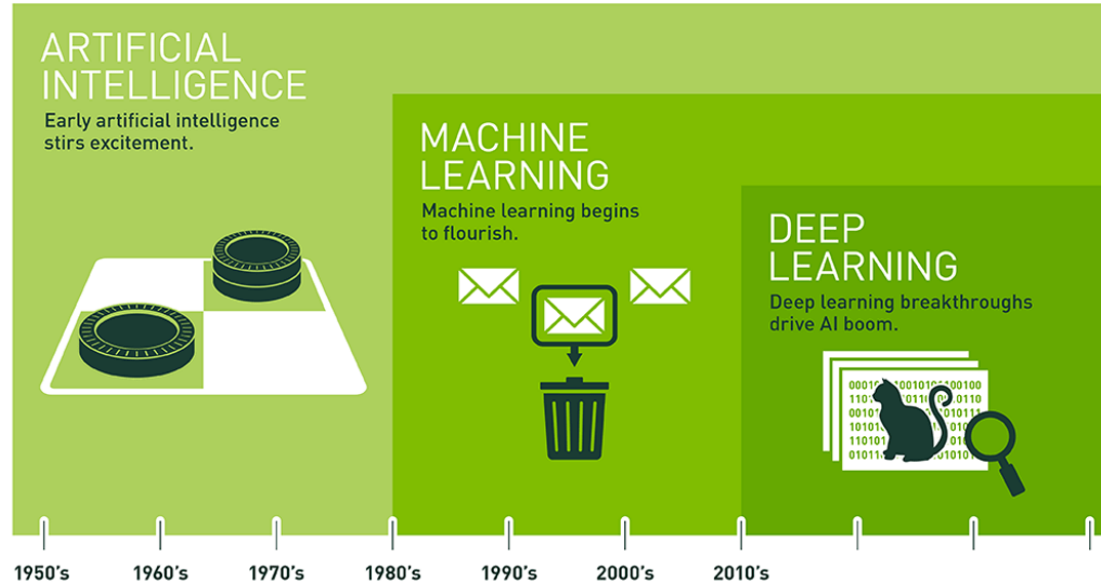 ARTIFICIAL
INTELLIGENCE
Early artificial intelligence
stirs excitement.
MACHINE
LEARNING
Machine learning begins
to flourish.
DEEP
LEARNING
Deep learning breakthroughs
drive AI boom.
1950's
1960's
1970's
1980's
1990's
2000's
2010's